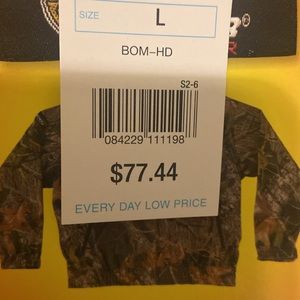 SIZE L
BOM-HD
S2-6
084229 111198
$77.44
EVERY DAY LOW PRICE